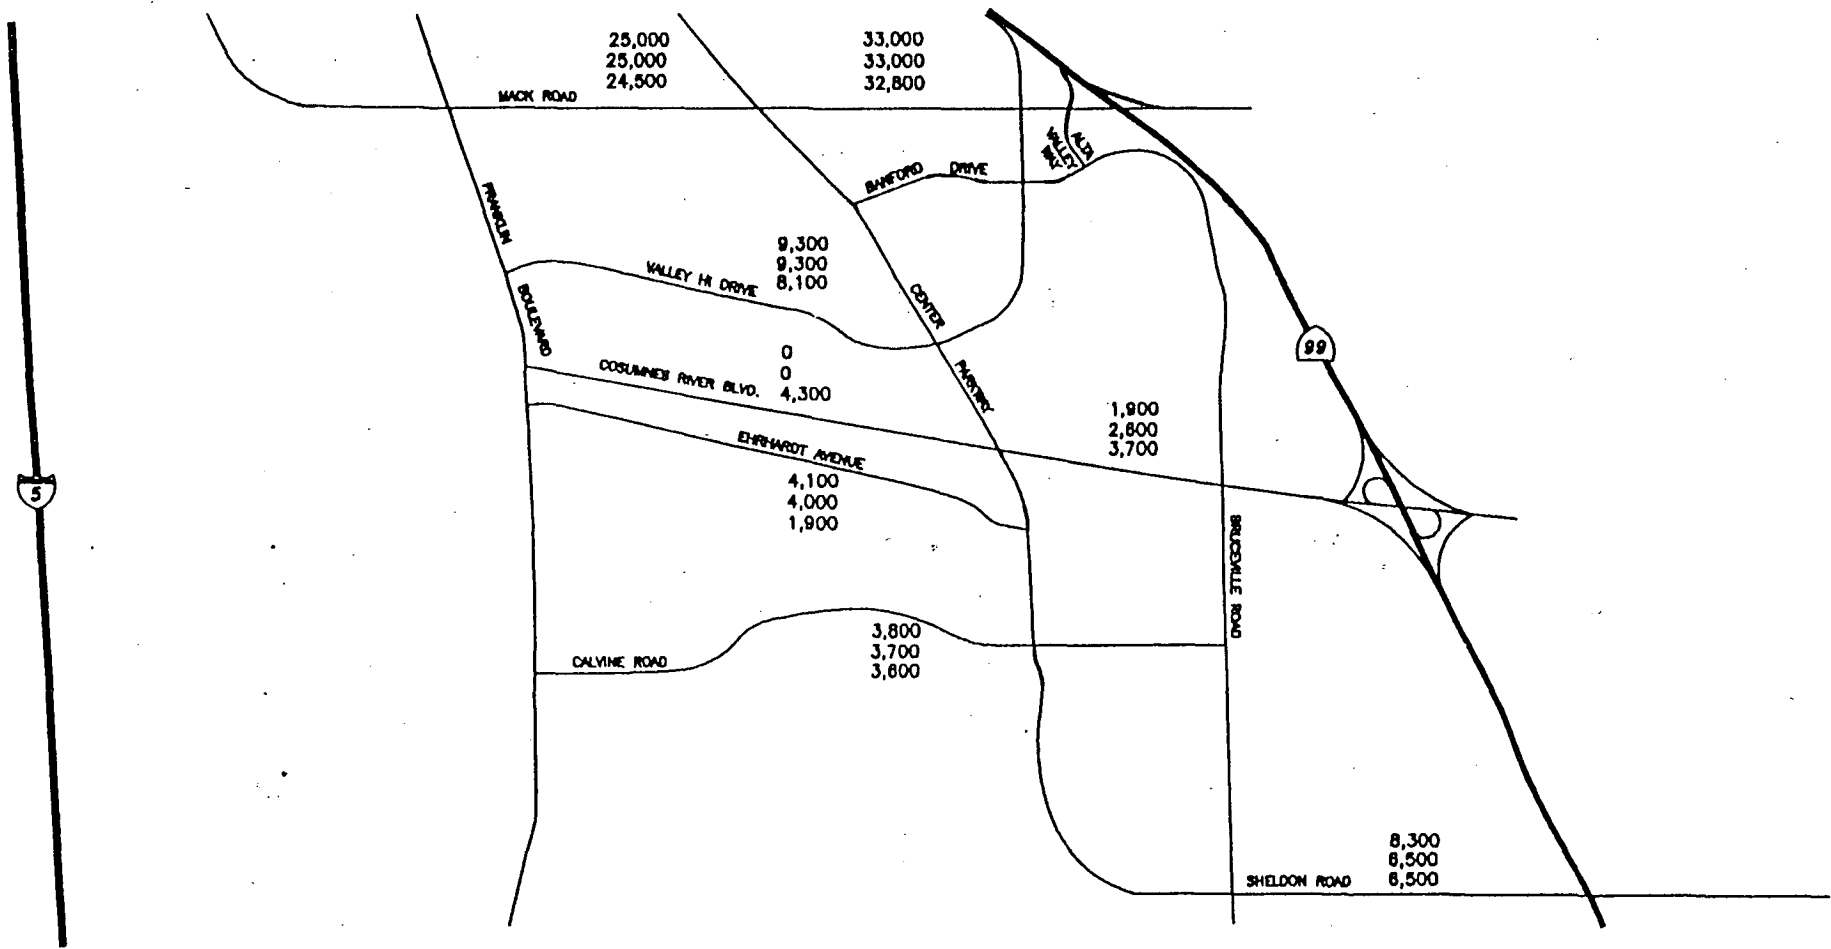 25,000
25,000
24,500
33,000
33,000
32,800
MACK ROAD
ALTA
VALLEY
WAY
BAMFORD DRIVE
FRANKLIN
BOULEVARD
9,300
9,300
8,100
VALLEY HI DRIVE
CENTER
PARKWAY
99
0
0
4,300
COSUMNES RIVER BLVD.
1,900
2,600
3,700
EHRHARDT AVENUE
4,100
4,000
1,900
5
BRUCEVILLE ROAD
3,800
3,700
3,600
CALVINE ROAD
8,300
6,500
6,500
SHELDON ROAD